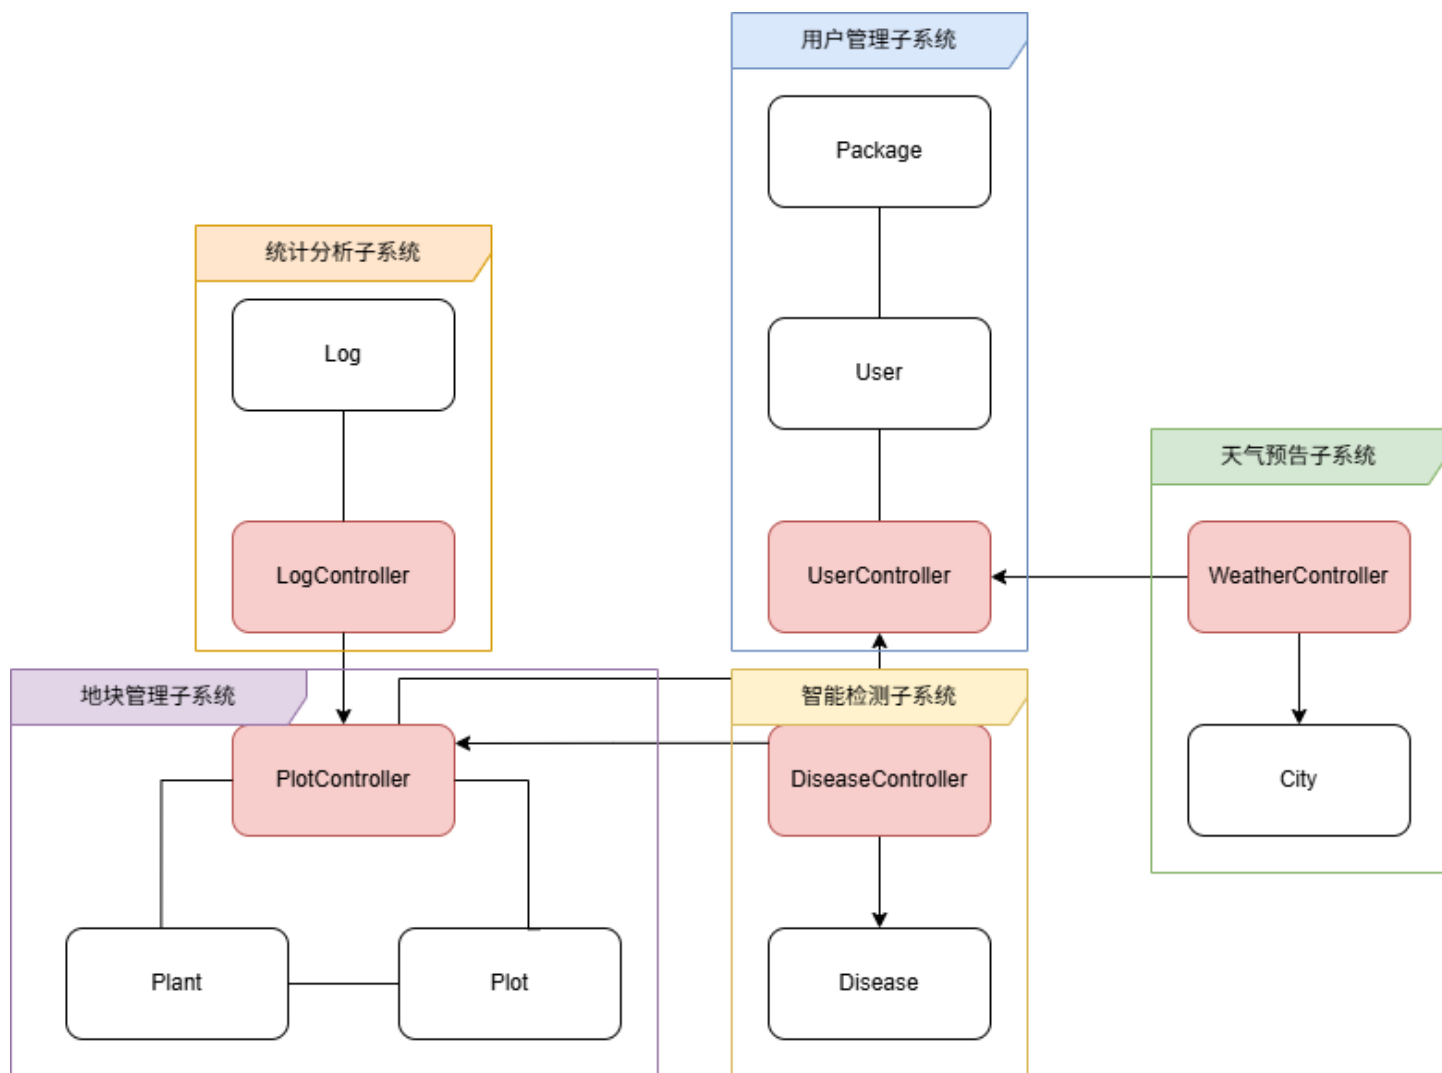 用户管理子系统
Package
统计分析子系统
Log
User
天气预告子系统
LogController
UserController
WeatherController
地块管理子系统
智能检测子系统
PlotController
DiseaseController
City
Plant
Plot
Disease